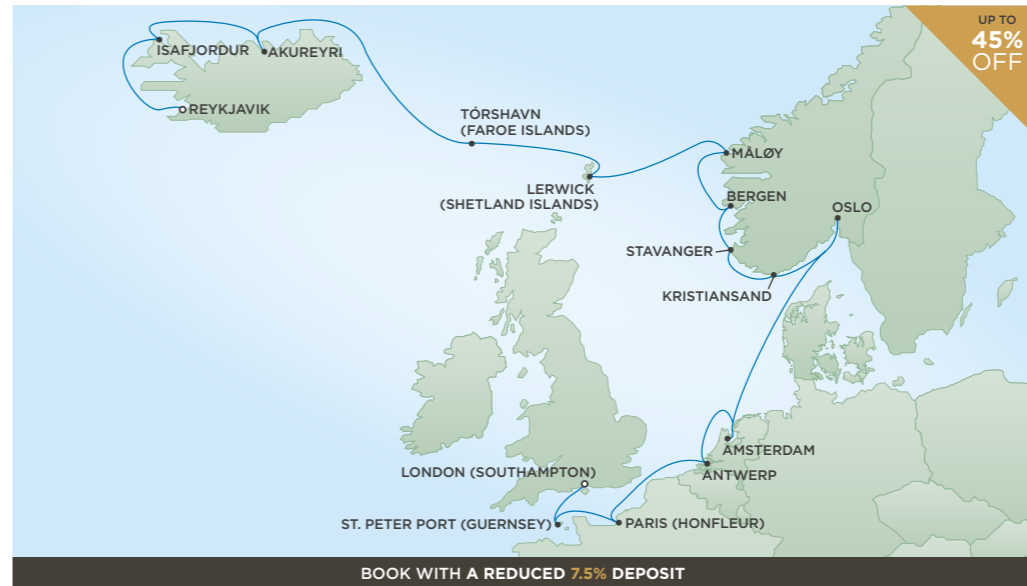 UP TO
45%
OFF
ISAFJORDUR
AKUREYRI
REYKJAVIK
TÓRSHAVN
(FAROE ISLANDS)
MÅLØY
LERWICK
(SHETLAND ISLANDS)
BERGEN
OSLO
STAVANGER
KRISTIANSAND
AMSTERDAM
LONDON (SOUTHAMPTON)
ANTWERP
ST. PETER PORT (GUERNSEY)
PARIS (HONFLEUR)
BOOK WITH A REDUCED 7.5% DEPOSIT